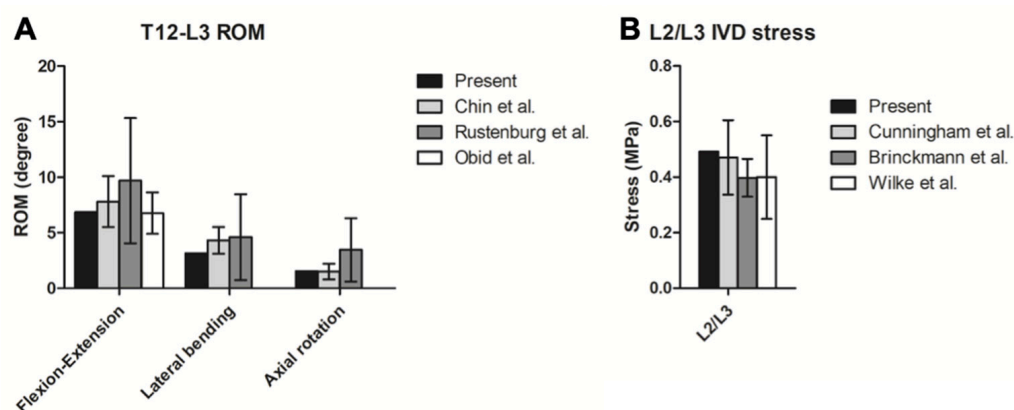 A
T12-L3 ROM
20
15
10
5
0
ROM (degree)
Flexion-Extension
Lateral bending
Axial rotation
Present
Chin et al.
Rustenburg et al.
Obid et al.
B
L2/L3 IVD stress
0.8
0.6
0.4
0.2
0.0
Stress (MPa)
L2/L3
Present
Cunningham et al.
Brinckmann et al.
Wilke et al.